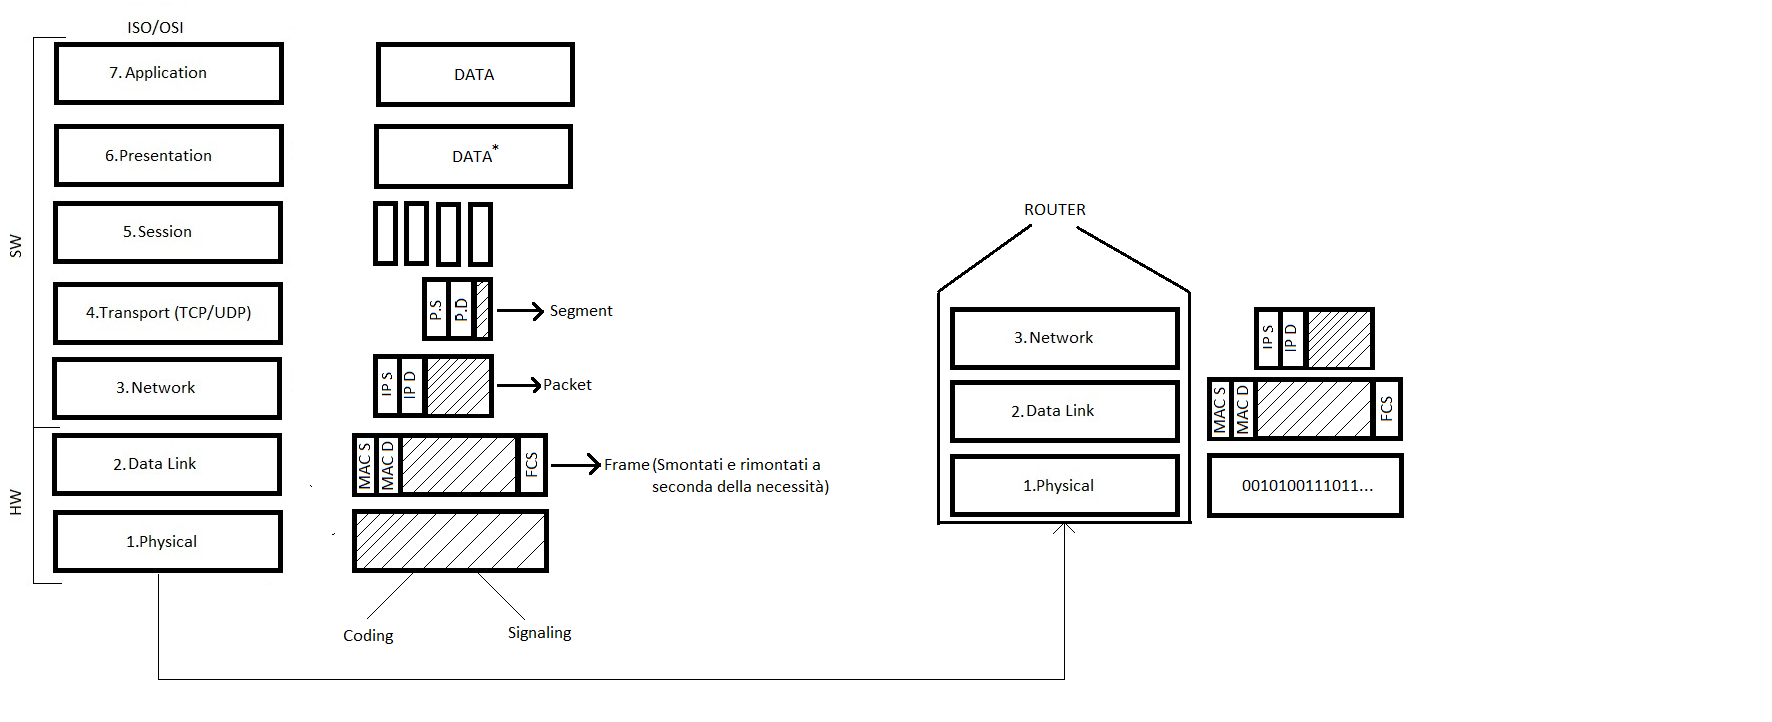 ISO/OSI
7. Application
DATA
6.Presentation
DATA*
5. Session
SW
4.Transport (TCP/UDP)
P.S
P.D
Segment
3. Network
IP S
IP D
Packet
2. Data Link
MAC S
MAC D
FCS
Frame (Smontati e rimontati a
seconda della necessità)
HW
1.Physical
Coding
Signaling
ROUTER
3. Network
IP S
IP D
2. Data Link
MAC S
MAC D
FCS
1.Physical
0010100111011...